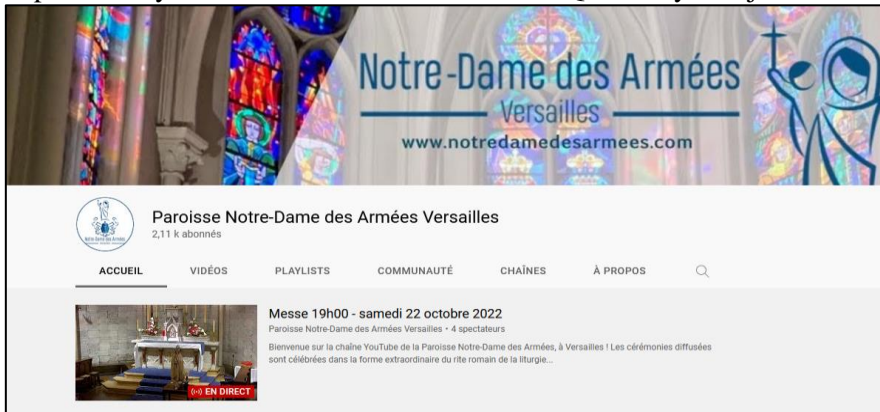 Notre-Dame des Armées
Versailles
www.notredamedesarmees.com
Paroisse Notre-Dame des Armées Versailles
2,11 k abonnés
ACCUEIL VIDÉOS PLAYLISTS COMMUNAUTÉ CHAÎNES À PROPOS
Messe 19h00 - samedi 22 octobre 2022
Paroisse Notre-Dame des Armées Versailles • 4 spectateurs
Bienvenue sur la chaîne YouTube de la Paroisse Notre-Dame des Armées, à Versailles ! Les cérémonies diffusées
sont célébrées dans la forme extraordinaire du rite romain de la liturgie...
EN DIRECT